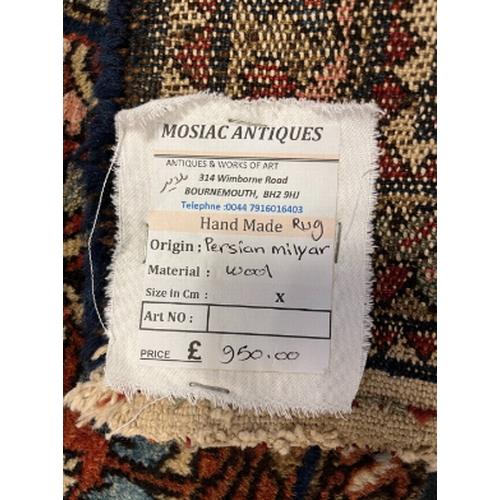 MOSIAC ANTIQUES
ANTIQUES & WORKS OF ART
314 Wimborne Road
BOURNEMOUTH, BH2 9HJ
Telephne :0044 7916016403
Hand Made Rug
Origin : Persian milyar
Material : wool
Size in Cm : X
Art NO :
PRICE £ 950.00